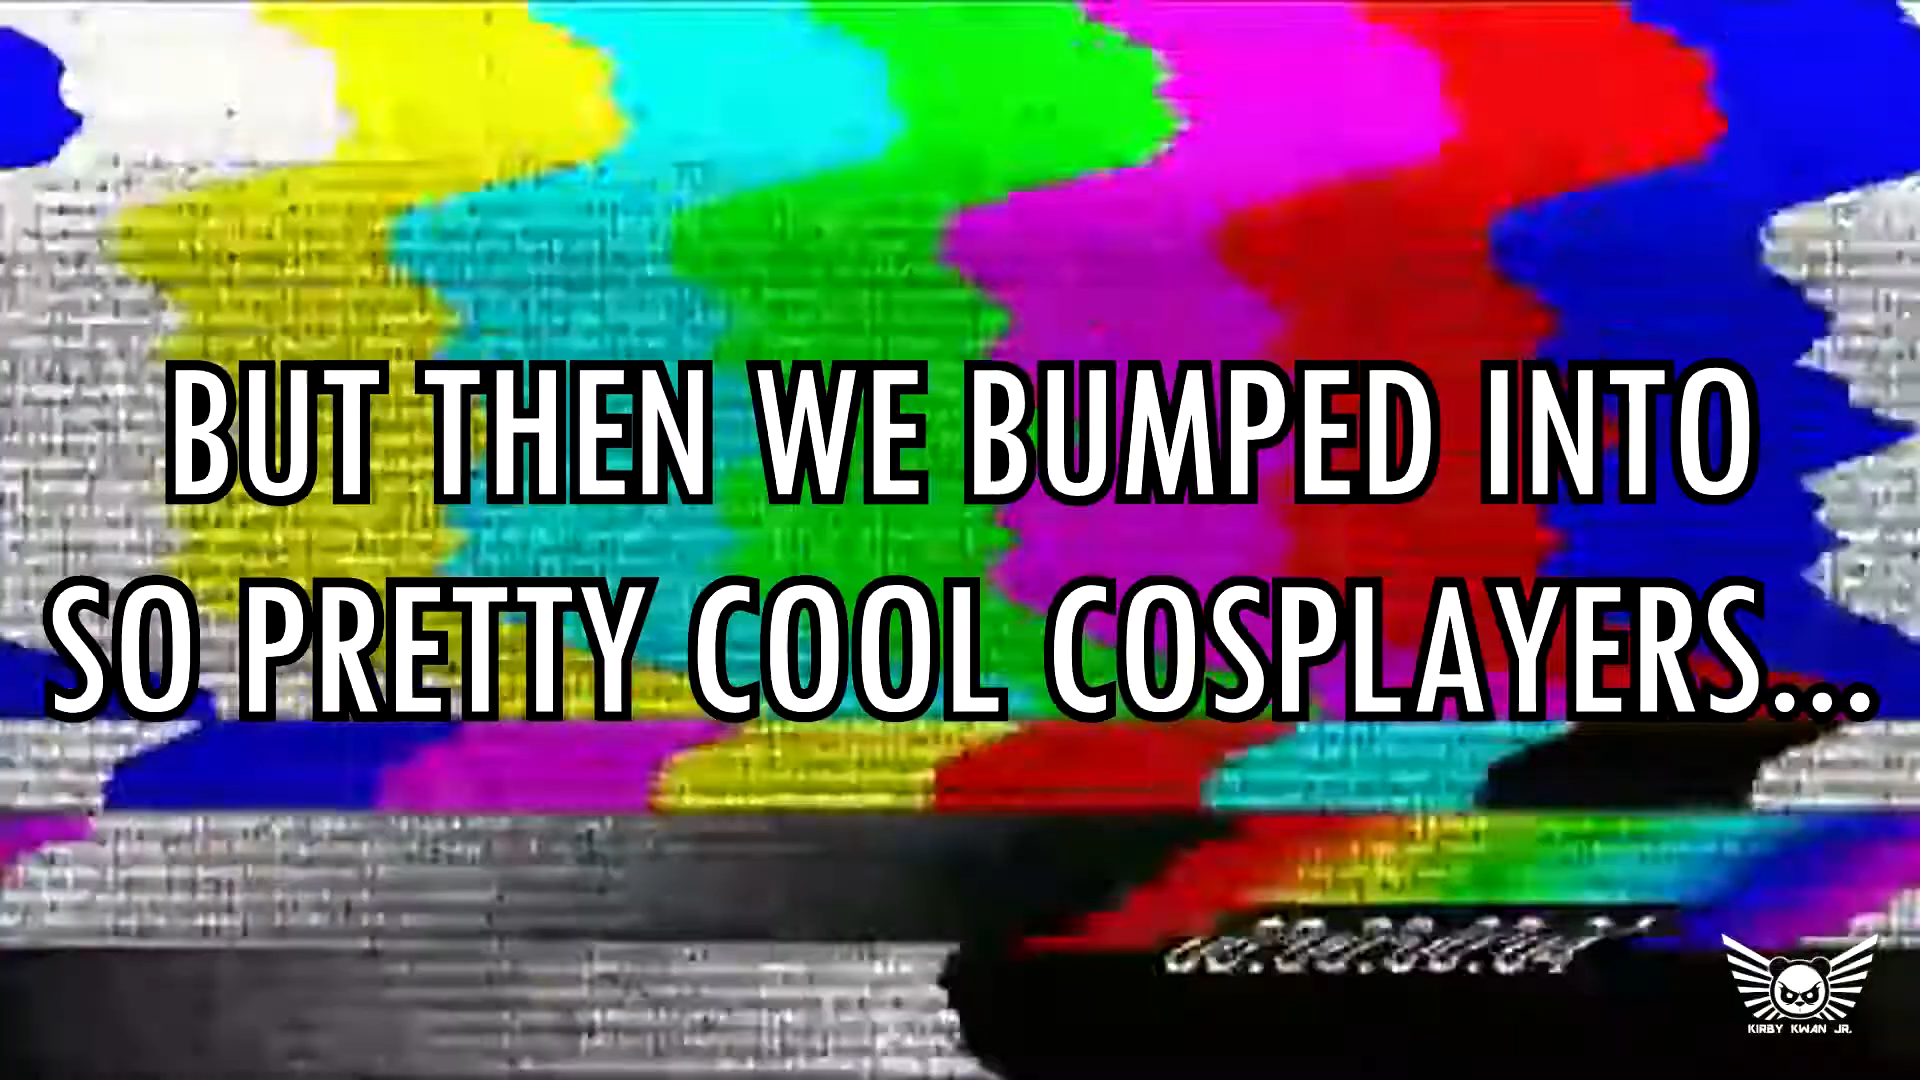 BUT THEN WE BUMPED INTO
SO PRETTY COOL COSPLAYERS...
KIRBY KWAN JR.